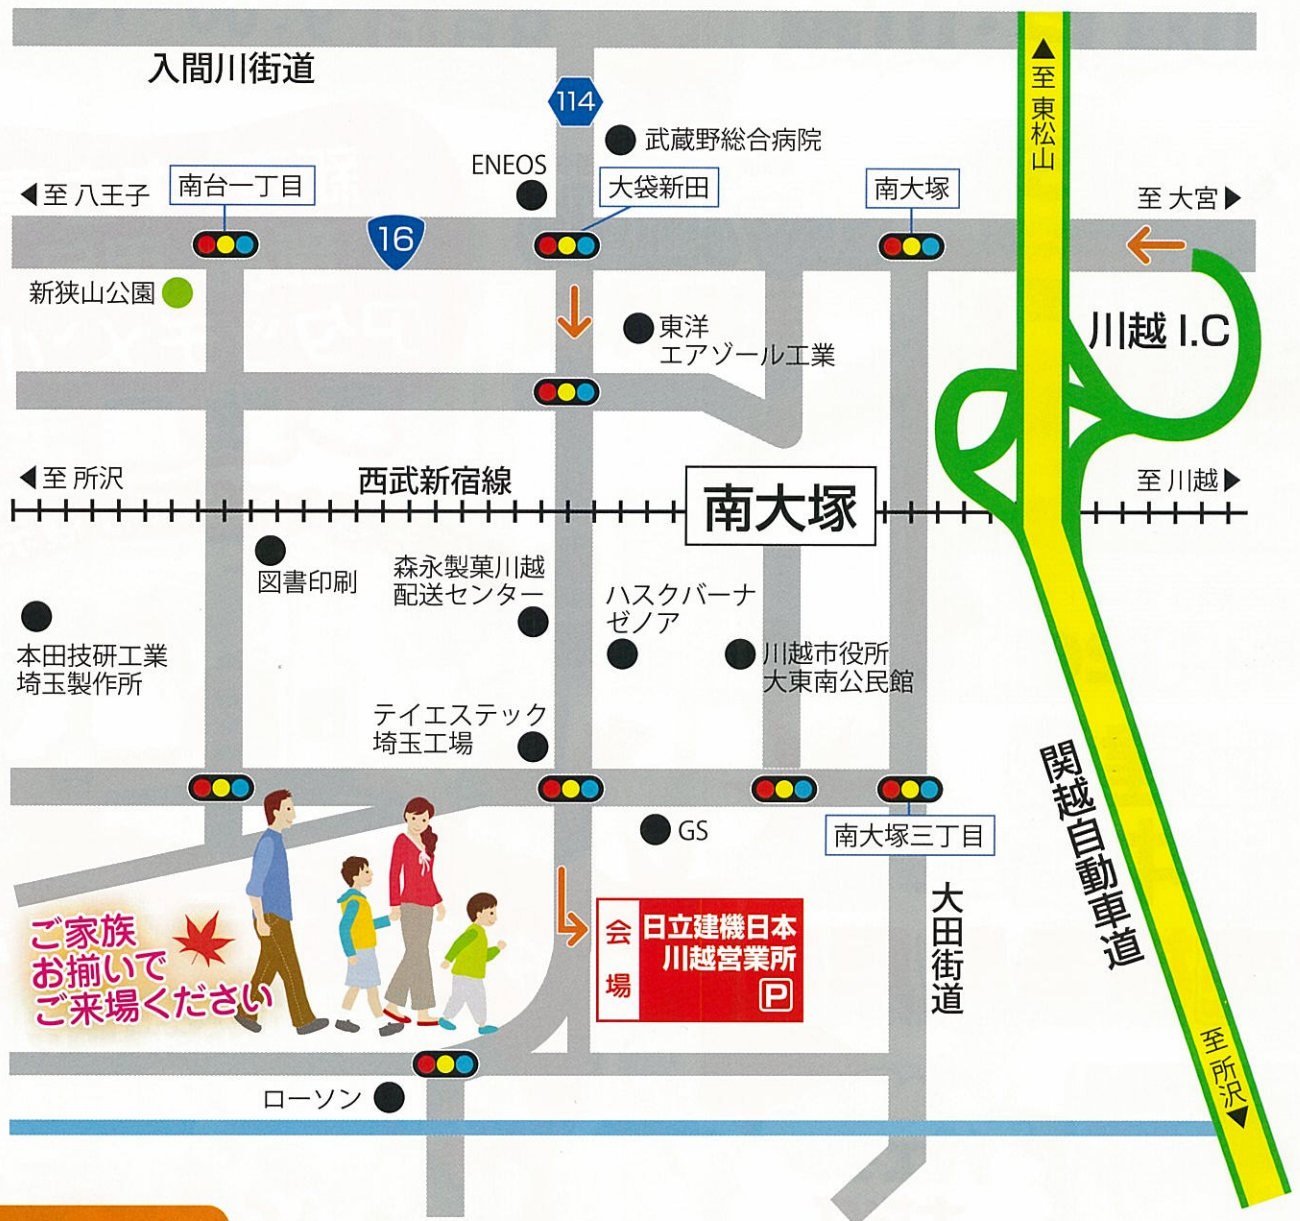 入間川街道
114
武蔵野総合病院
ENEOS
至 東松山
至 八王子
南台一丁目
大袋新田
南大塚
至 大宮
16
新狭山公園
東洋
エアゾール工業
川越 I.C
至 所沢
西武新宿線
南大塚
至 川越
図書印刷
森永製菓川越
配送センター
ハスクバーナ
ゼノア
本田技研工業
埼玉製作所
川越市役所
大東南公民館
テイエステック
埼玉工場
関越自動車道
GS
南大塚三丁目
大田街道
会場
日立建機日本
川越営業所
P
ご家族
お揃いで
ご来場ください
至 所沢
ローソン